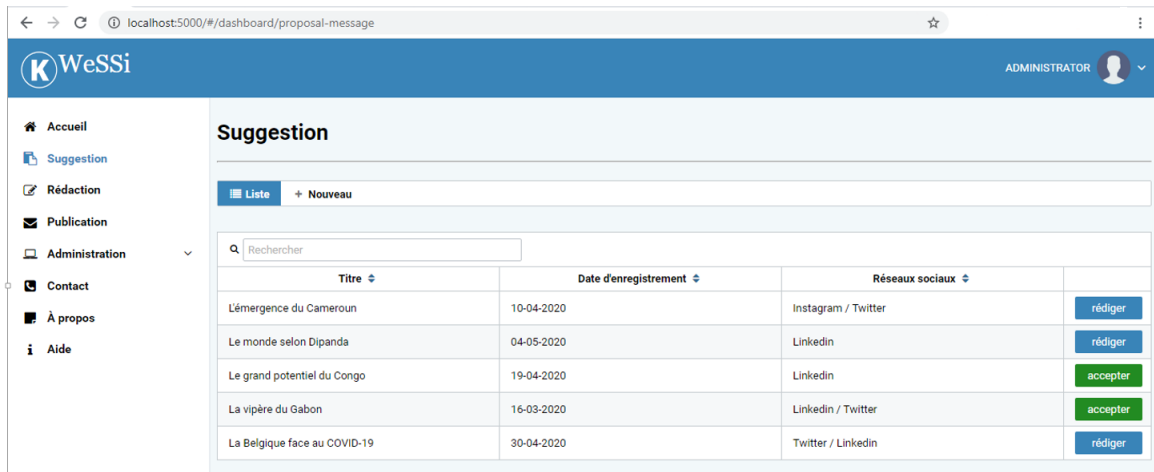 localhost:5000/#/dashboard/proposal-message
K WeSSi
ADMINISTRATOR
Accueil
Suggestion
Rédaction
Publication
Administration
Contact
À propos
Aide
Suggestion
Liste + Nouveau
Rechercher
Titre Date d'enregistrement Réseaux sociaux
L'émergence du Cameroun 10-04-2020 Instagram / Twitter rédiger
Le monde selon Dipanda 04-05-2020 Linkedin rédiger
Le grand potentiel du Congo 19-04-2020 Linkedin accepter
La vipère du Gabon 16-03-2020 Linkedin / Twitter accepter
La Belgique face au COVID-19 30-04-2020 Twitter / Linkedin rédiger